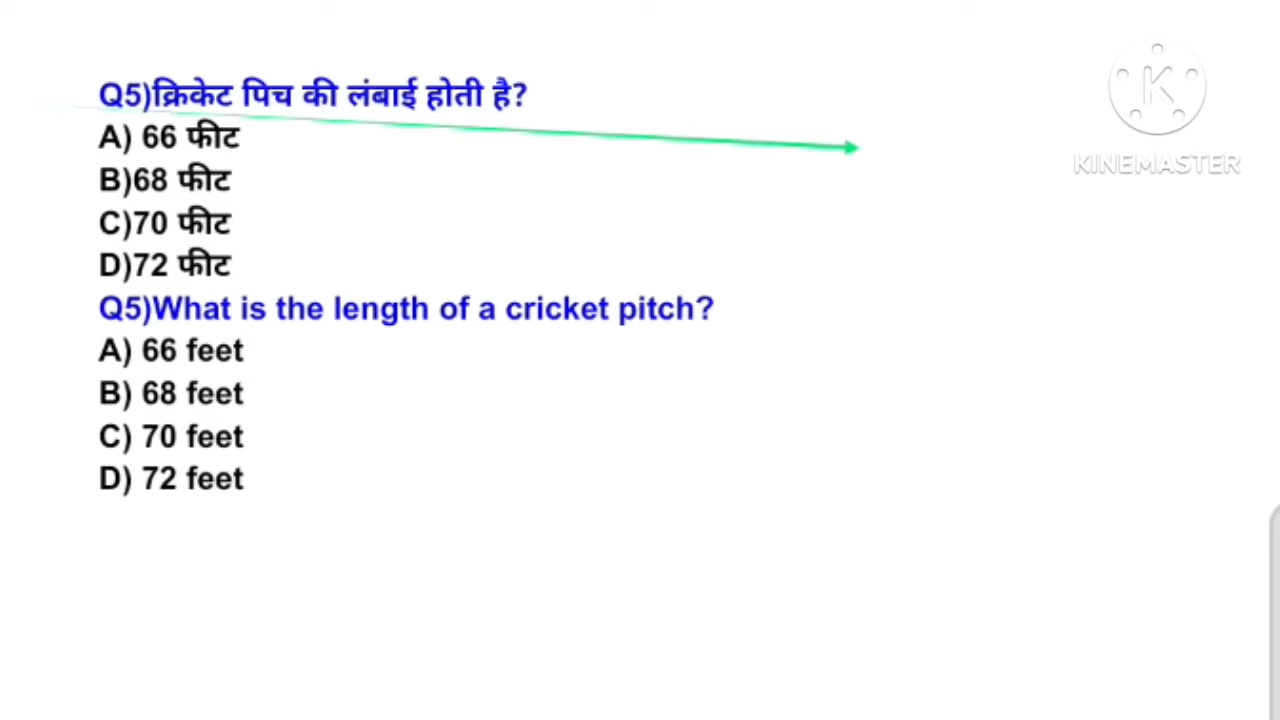 Q5)क्रिकेट पिच की लंबाई होती है?
A) 66 फीट
B)68 फीट
C)70 फीट
D)72 फीट
Q5)What is the length of a cricket pitch?
A) 66 feet
B) 68 feet
C) 70 feet
D) 72 feet
K
KINEMASTER